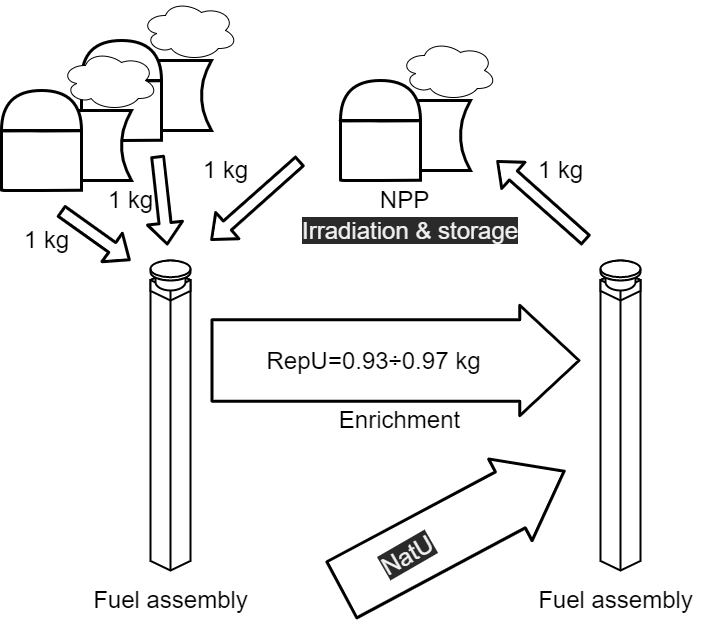 1 kg
1 kg
1 kg
1 kg
NPP
Irradiation & storage
RepU=0.93÷0.97 kg
Enrichment
NatU
Fuel assembly
Fuel assembly